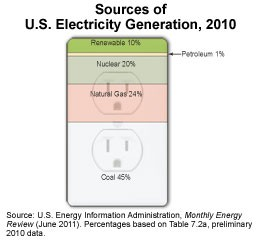 Sources of
U.S. Electricity Generation, 2010
Renewable 10%
Petroleum 1%
Nuclear 20%
Natural Gas 24%
Coal 45%
Source: U.S. Energy Information Administration, Monthly Energy
Review (June 2011). Percentages based on Table 7.2a, preliminary
2010 data.